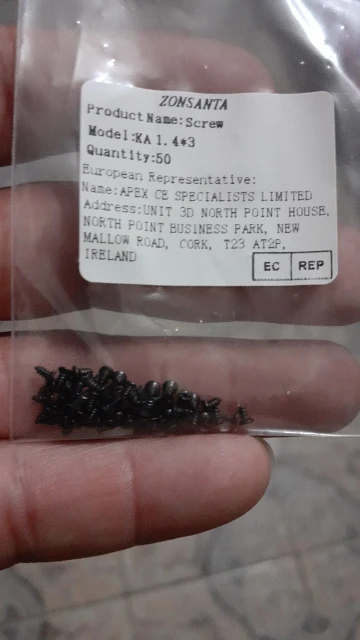 ZONSANTA
Product Name:Screw
Model:KA 1.4*3
Quantity:50
European Representative:
Name:APEX CE SPECIALISTS LIMITED
Address:UNIT 3D NORTH POINT HOUSE,
NORTH POINT BUSINESS PARK, NEW
MALLOW ROAD, CORK, T23 AT2P,
IRELAND
EC REP